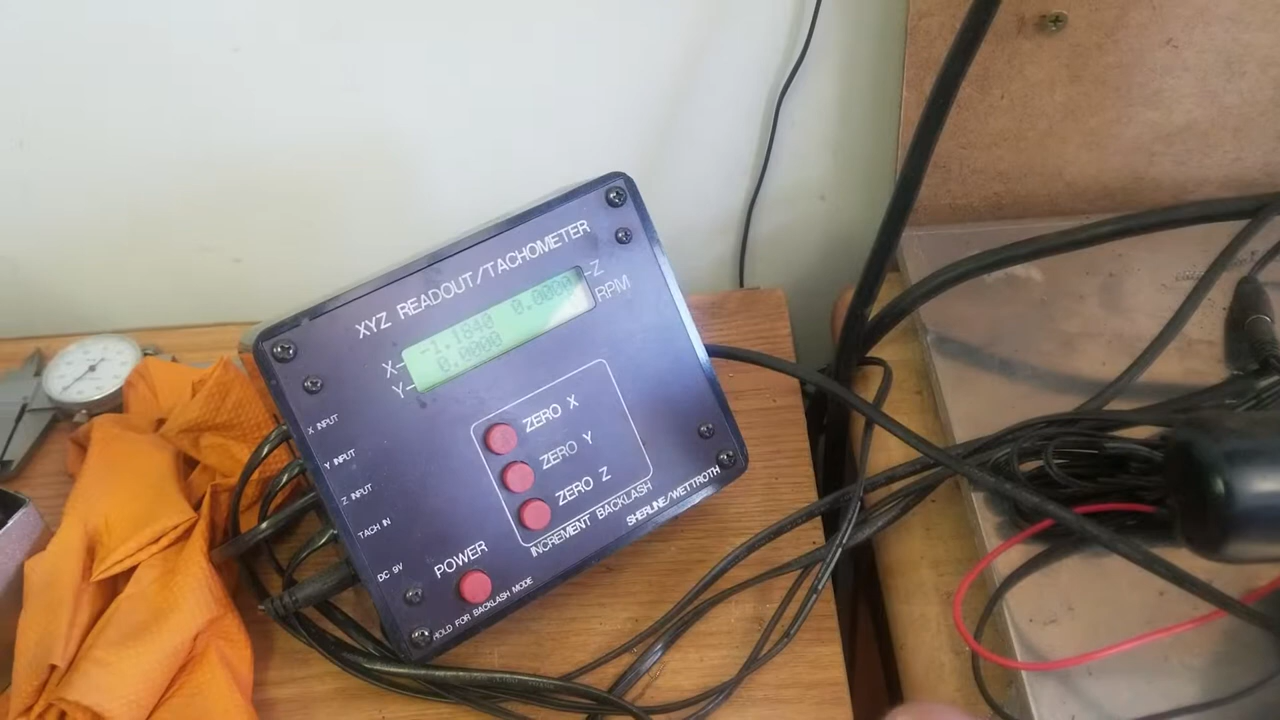 XYZ READOUT/TACHOMETER
X -1.1840 0.0000 Z
Y 0.0000 RPM
X INPUT
Y INPUT
Z INPUT
TACH IN
DC 9V
ZERO X
ZERO Y
ZERO Z
INCREMENT BACKLASH
SHERLINE/WETTROTH
POWER
HOLD FOR BACKLASH MODE